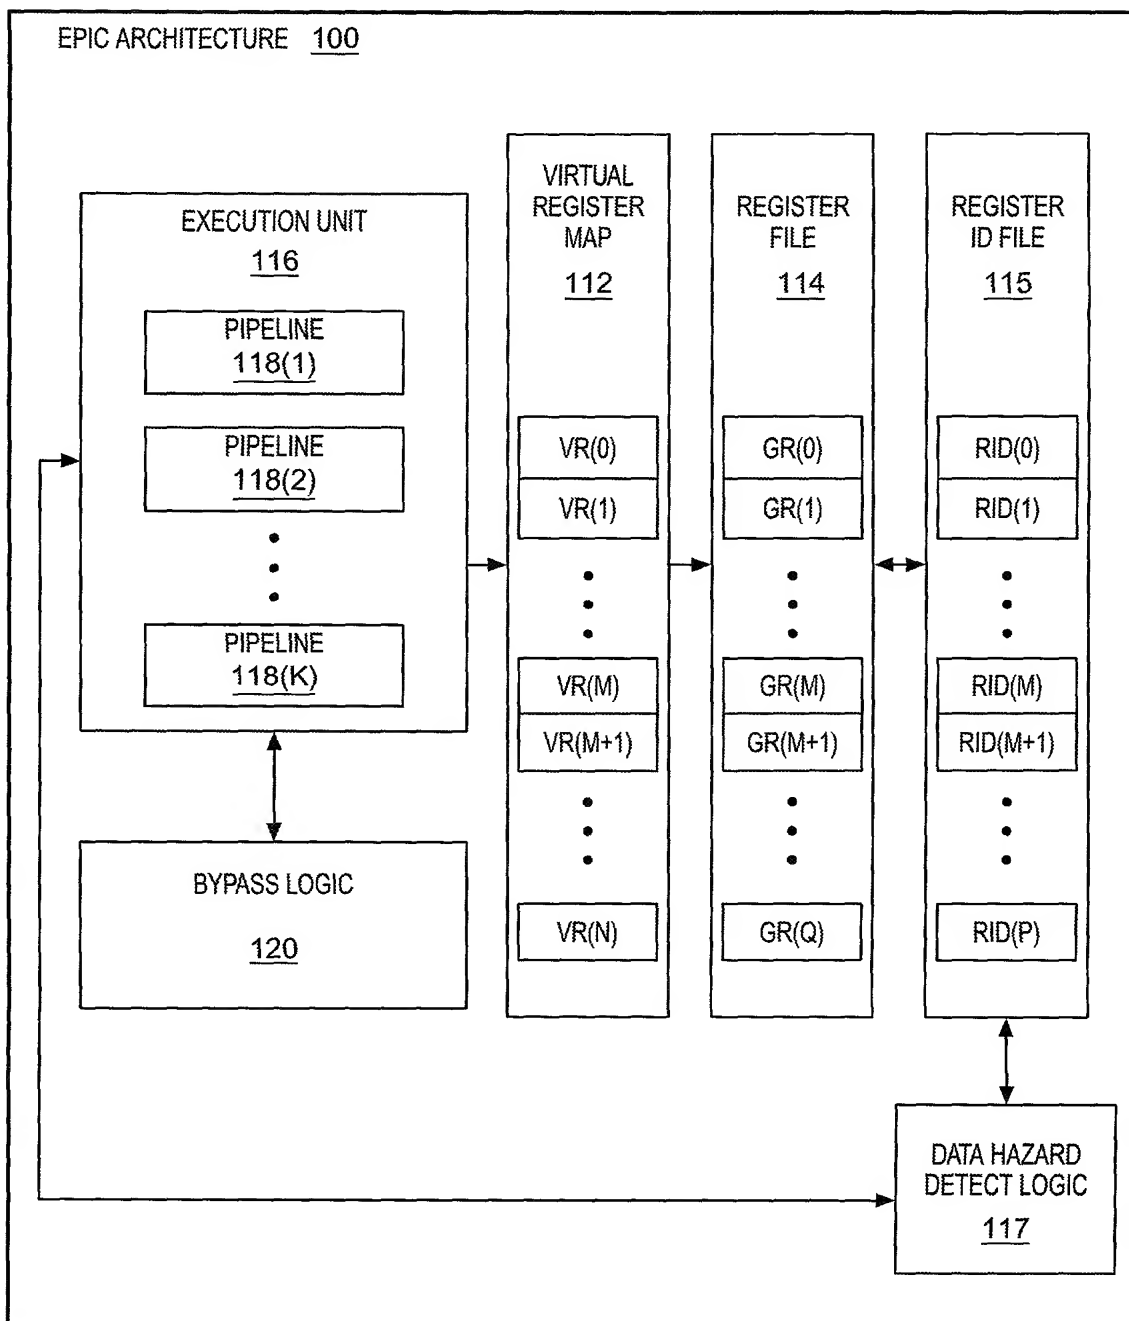 EPIC ARCHITECTURE 100
EXECUTION UNIT
116
PIPELINE
118(1)
PIPELINE
118(2)
PIPELINE
118(K)
BYPASS LOGIC
120
VIRTUAL
REGISTER
MAP
112
VR(0)
VR(1)
VR(M)
VR(M+1)
VR(N)
REGISTER
FILE
114
GR(0)
GR(1)
GR(M)
GR(M+1)
GR(Q)
REGISTER
ID FILE
115
RID(0)
RID(1)
RID(M)
RID(M+1)
RID(P)
DATA HAZARD
DETECT LOGIC
117